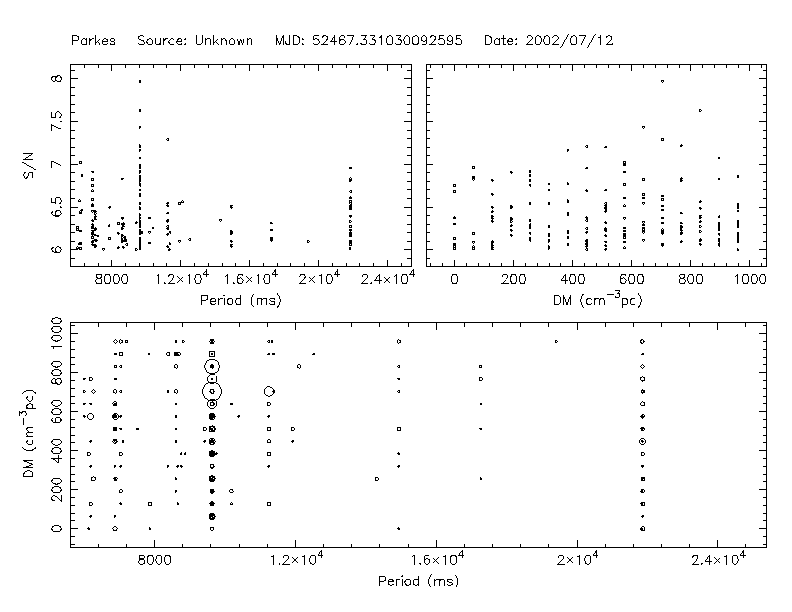 Parkes Source: Unknown MJD: 52467.331030092595 Date: 2002/07/12
S/N
8
7.5
7
6.5
6
8000 1.2×10⁴ 1.6×10⁴ 2×10⁴ 2.4×10⁴
Period (ms)
0 200 400 600 800 1000
DM (cm⁻³pc)
DM (cm⁻³pc)
1000
800
600
400
200
0
8000 1.2×10⁴ 1.6×10⁴ 2×10⁴ 2.4×10⁴
Period (ms)